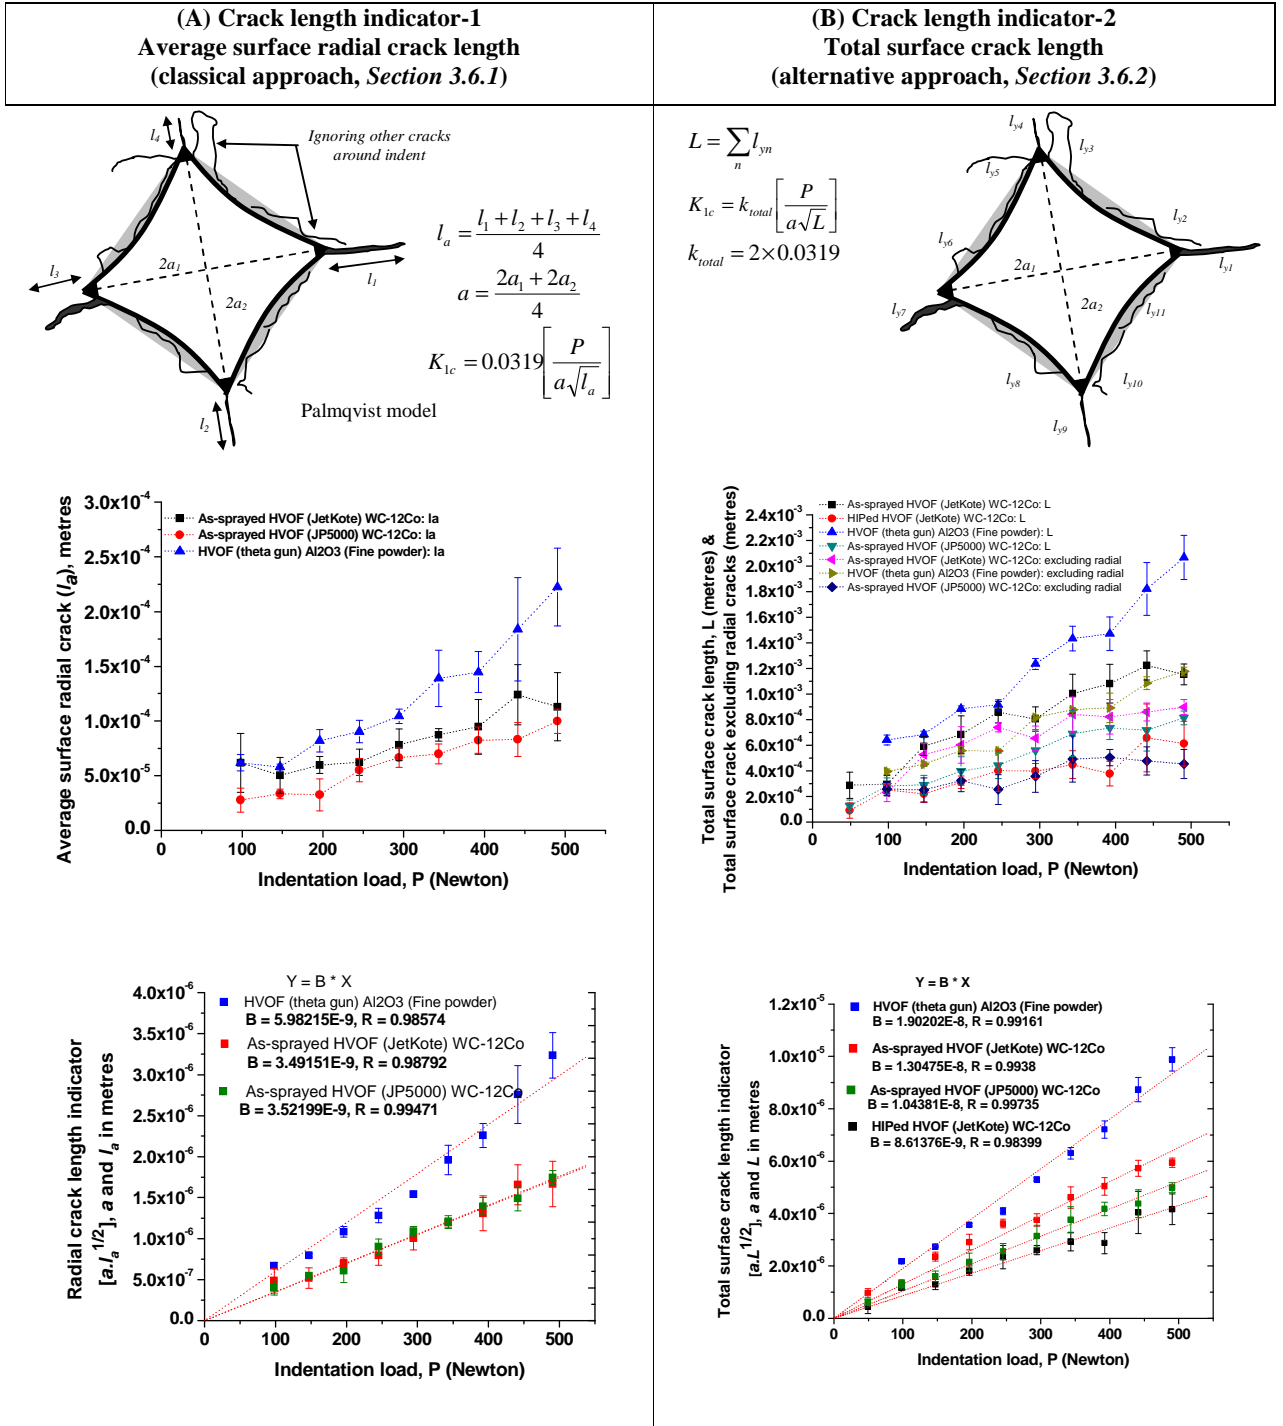 (A) Crack length indicator-1
Average surface radial crack length
(classical approach, Section 3.6.1)
(B) Crack length indicator-2
Total surface crack length
(alternative approach, Section 3.6.2)
l4
Ignoring other cracks
around indent
l3
2a1
2a2
l1
l2
la = (l1 + l2 + l3 + l4) / 4
a = (2a1 + 2a2) / 4
K1c = 0.0319[P / (a√la)]
Palmqvist model
L = ∑n lyn
K1c = ktotal[P / (a√L)]
ktotal = 2×0.0319
ly4
ly3
ly5
ly2
ly6
2a1
ly1
2a2
ly7
ly11
ly8
ly10
ly9
Average surface radial crack (la), metres
3.0x10-4
2.5x10-4
2.0x10-4
1.5x10-4
1.0x10-4
5.0x10-5
0.0
As-sprayed HVOF (JetKote) WC-12Co: la
As-sprayed HVOF (JP5000) WC-12Co: la
HVOF (theta gun) Al2O3 (Fine powder): la
0 100 200 300 400 500
Indentation load, P (Newton)
Total surface crack length, L (metres) &
Total surface crack excluding radial cracks (metres)
As-sprayed HVOF (JetKote) WC-12Co: L
HIPed HVOF (JetKote) WC-12Co: L
HVOF (theta gun) Al2O3 (Fine powder): L
As-sprayed HVOF (JP5000) WC-12Co: L
As-sprayed HVOF (JetKote) WC-12Co: excluding radial
HVOF (theta gun) Al2O3 (Fine powder): excluding radial
As-sprayed HVOF (JP5000) WC-12Co: excluding radial
2.4x10-3
2.2x10-3
2.0x10-3
1.8x10-3
1.6x10-3
1.4x10-3
1.2x10-3
1.0x10-3
8.0x10-4
6.0x10-4
4.0x10-4
2.0x10-4
0.0
0 100 200 300 400 500
Indentation load, P (Newton)
Radial crack length indicator
[a.la1/2], a and la in metres
Y = B * X
HVOF (theta gun) Al2O3 (Fine powder)
B = 5.98215E-9, R = 0.98574
As-sprayed HVOF (JetKote) WC-12Co
B = 3.49151E-9, R = 0.98792
As-sprayed HVOF (JP5000) WC-12Co
B = 3.52199E-9, R = 0.99471
4.0x10-6
3.5x10-6
3.0x10-6
2.5x10-6
2.0x10-6
1.5x10-6
1.0x10-6
5.0x10-7
0.0
0 100 200 300 400 500
Indentation load, P (Newton)
Total surface crack length indicator
[a.L1/2], a and L in metres
Y = B * X
HVOF (theta gun) Al2O3 (Fine powder)
B = 1.90202E-8, R = 0.99161
As-sprayed HVOF (JetKote) WC-12Co
B = 1.30475E-8, R = 0.9938
As-sprayed HVOF (JP5000) WC-12Co
B = 1.04381E-8, R = 0.99735
HIPed HVOF (JetKote) WC-12Co
B = 8.61376E-9, R = 0.98399
1.2x10-5
1.0x10-5
8.0x10-6
6.0x10-6
4.0x10-6
2.0x10-6
0.0
0 100 200 300 400 500
Indentation load, P (Newton)